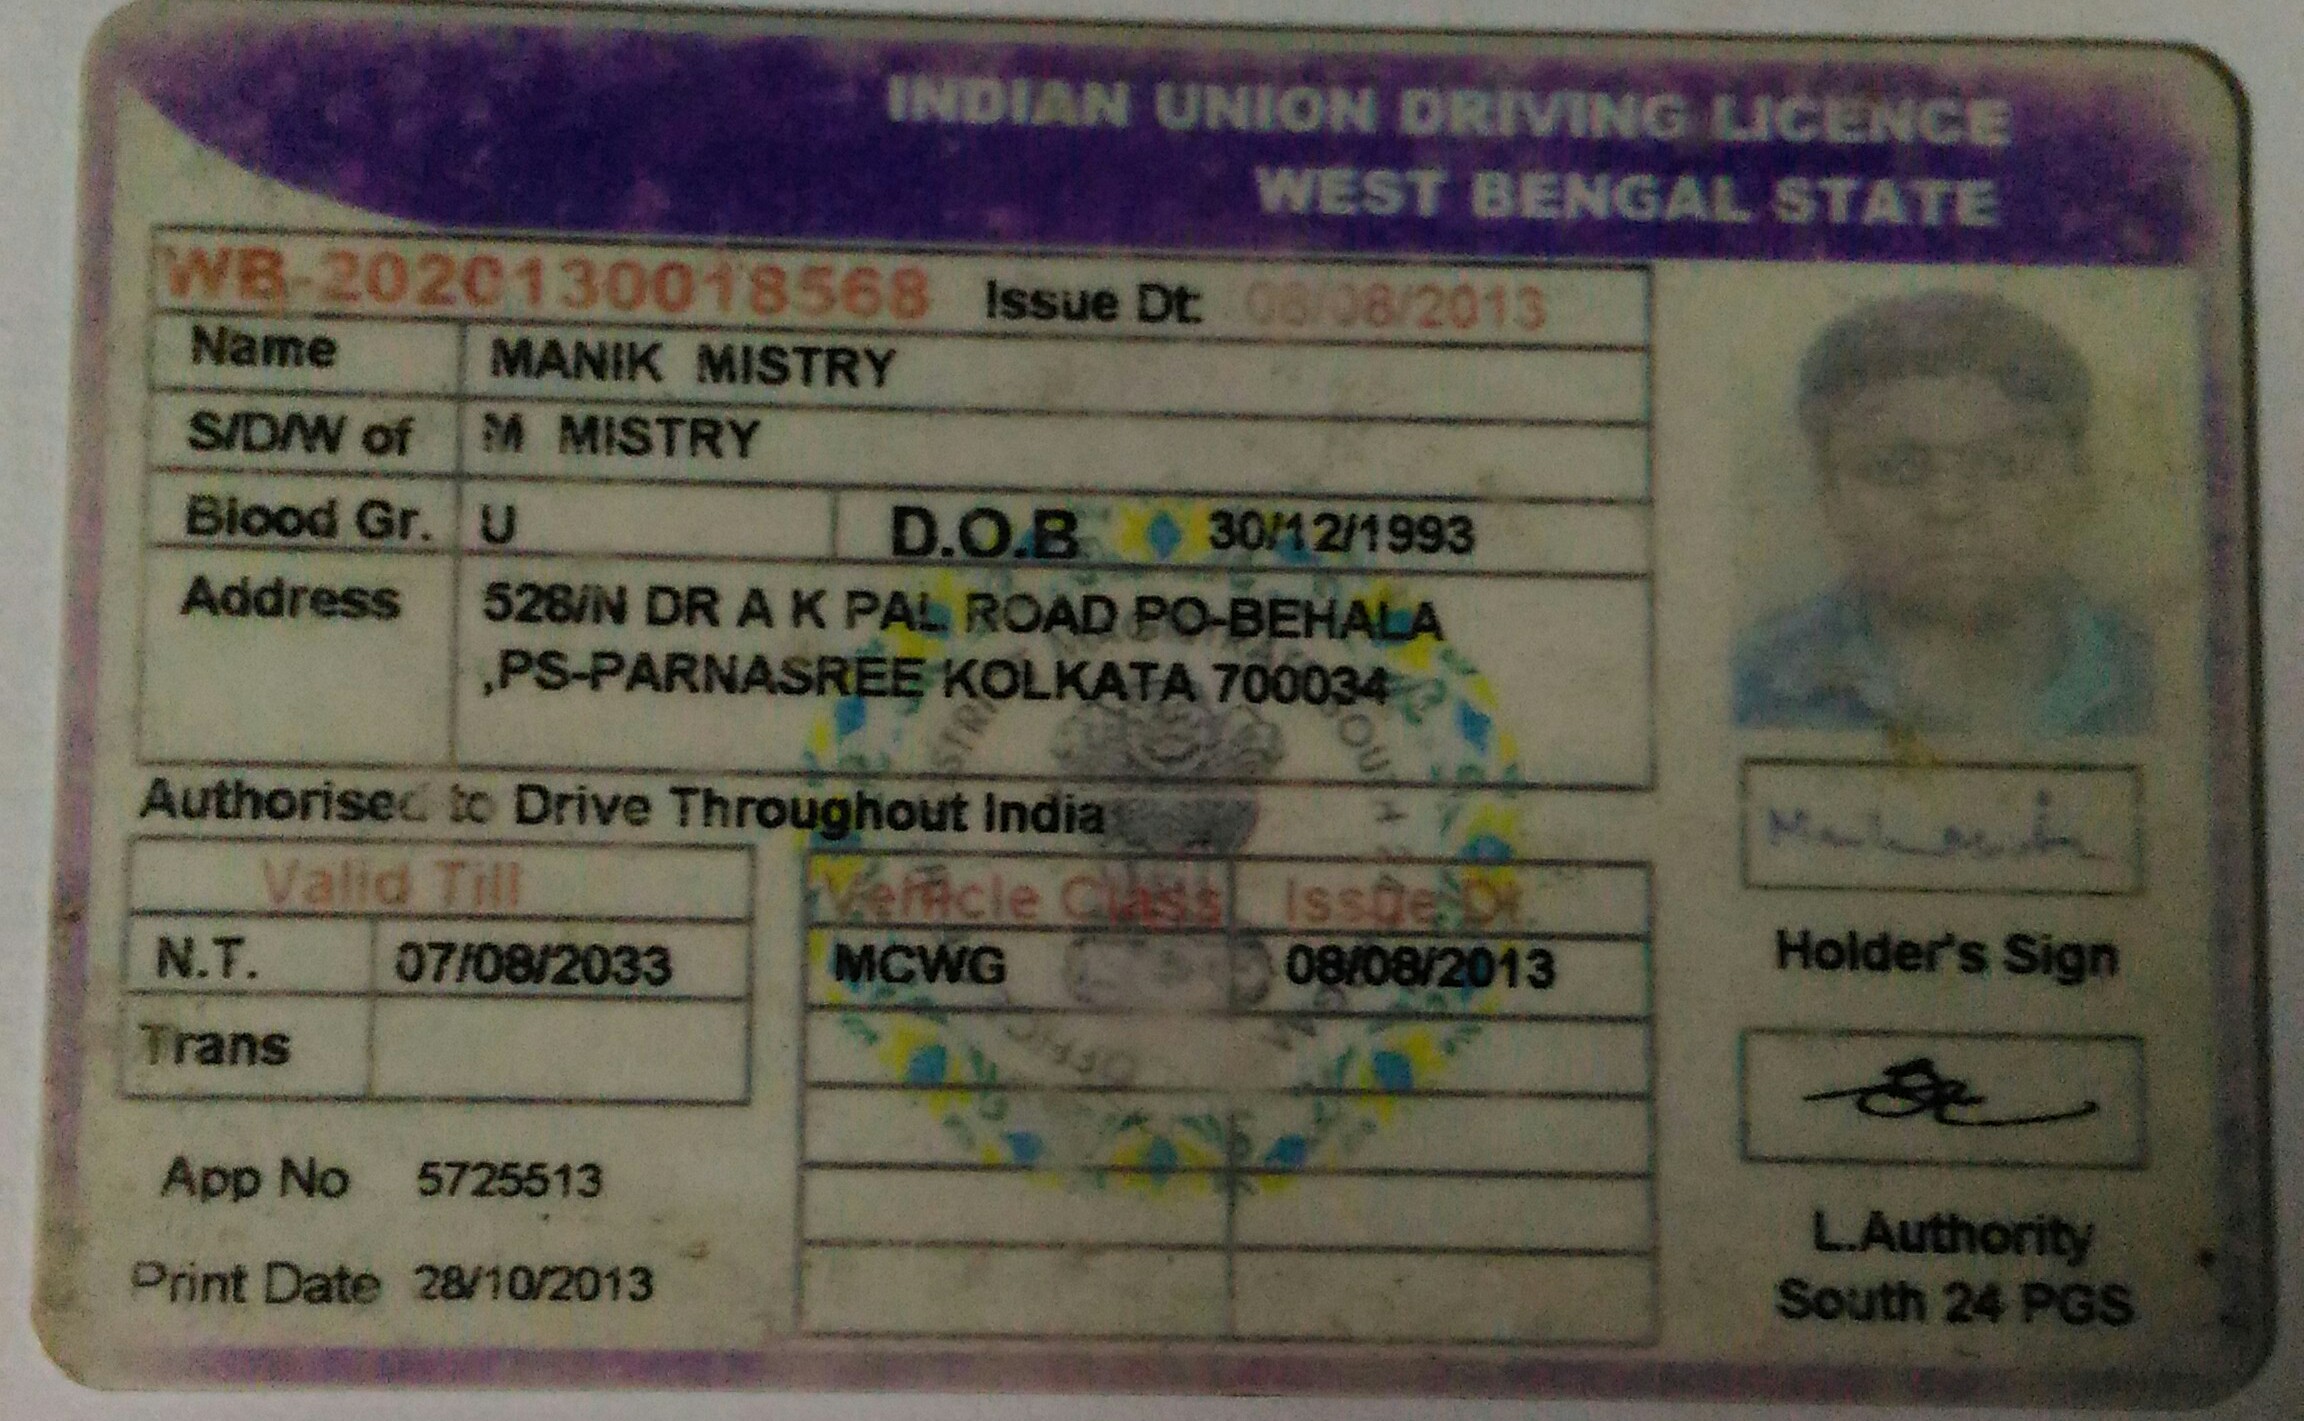 INDIAN UNION DRIVING LICENCE
WEST BENGAL STATE
WB-2020130018568 Issue Dt: 08/08/2013
Name MANIK MISTRY
S/D/W of M MISTRY
Blood Gr. U D.O.B 30/12/1993
Address 528/N DR A K PAL ROAD PO-BEHALA
,PS-PARNASREE KOLKATA 700034
Authorised to Drive Throughout India
Valid Till Vehicle Class Issue Dt.
N.T. 07/08/2033 MCWG 08/08/2013
Trans
Holder's Sign
App No 5725513
Print Date 28/10/2013
L.Authority
South 24 PGS